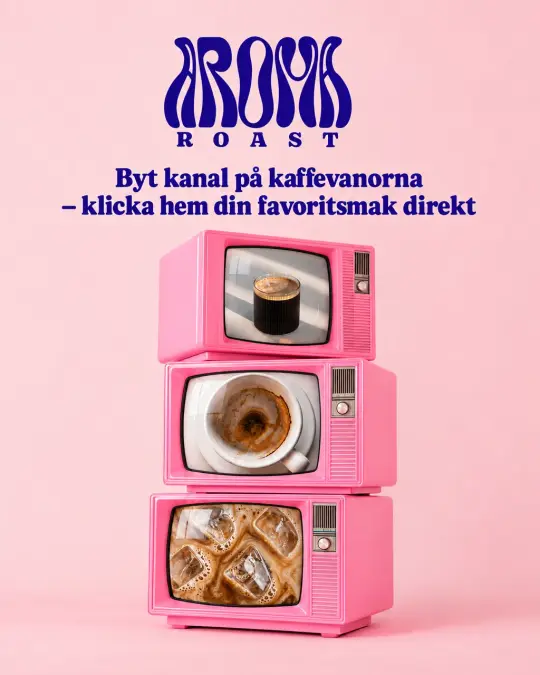 AROMA
ROAST
Byt kanal på kaffevanorna
– klicka hem din favoritsmak direkt